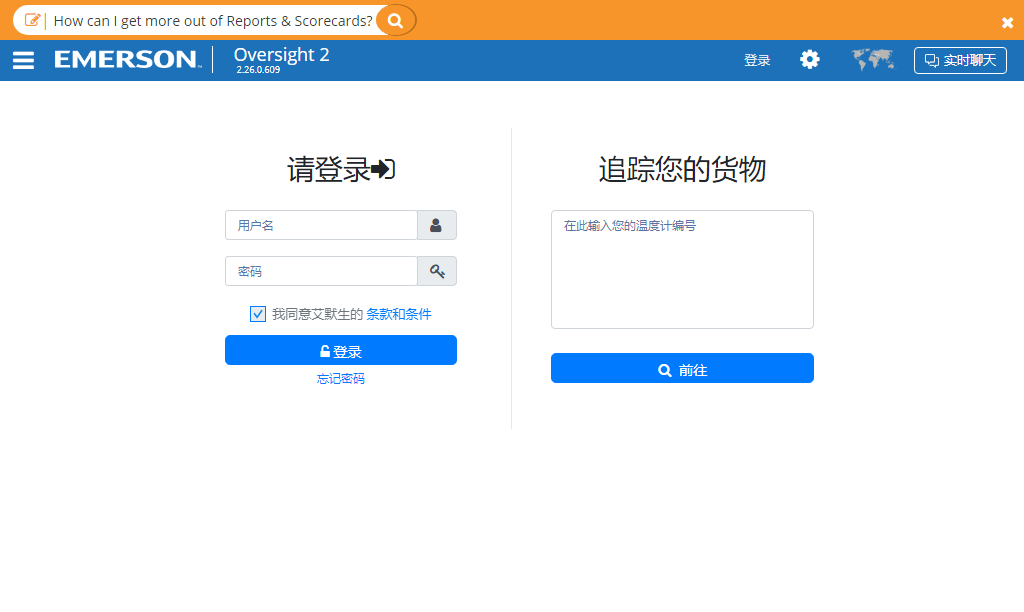 How can I get more out of Reports & Scorecards?
EMERSON™
Oversight 2
2.26.0.609
登录
实时聊天
请登录
用户名
密码
我同意艾默生的 条款和条件
登录
忘记密码
追踪您的货物
在此输入您的温度计编号
前往